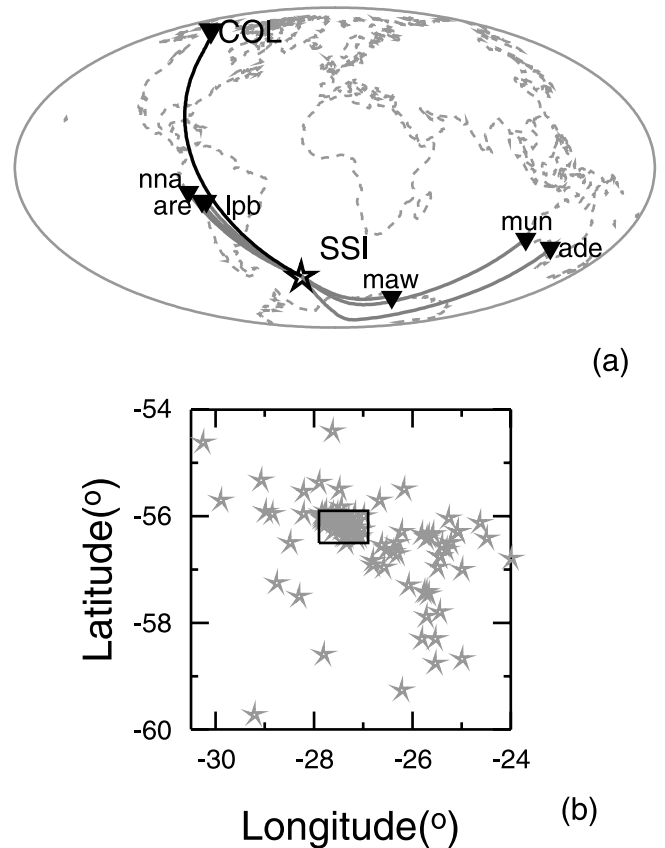 COL
nna
are lpb
SSI
mun
ade
maw
(a)
-54
-56
-58
-60
Latitude(°)
-30 -28 -26 -24
Longitude(°)
(b)